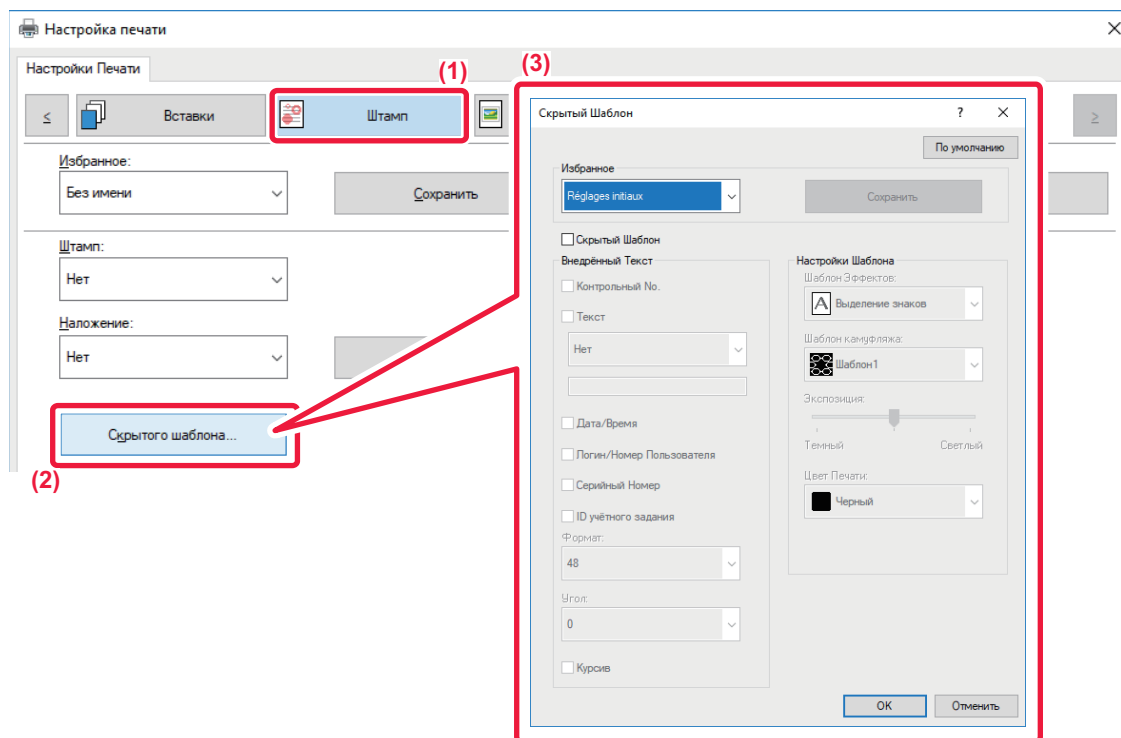 Настройка печати
Настройки Печати
(1)
(3)
<
Вставки
Штамп
>
Избранное:
Без имени
Сохранить
Штамп:
Нет
Наложение:
Нет
Скрытого шаблона...
(2)
Скрытый Шаблон
?
По умолчанию
Избранное
Réglages initiaux
Сохранить
Скрытый Шаблон
Внедрённый Текст
Контрольный No.
Текст
Нет
Дата/Время
Логин/Номер Пользователя
Серийный Номер
ID учётного задания
Формат:
48
Угол:
0
Курсив
Настройки Шаблона
Шаблон Эффектов:
A Выделение знаков
Шаблон камуфляжа:
Шаблон1
Экспозиция:
Темный Светлый
Цвет Печати:
Черный
OK Отменить